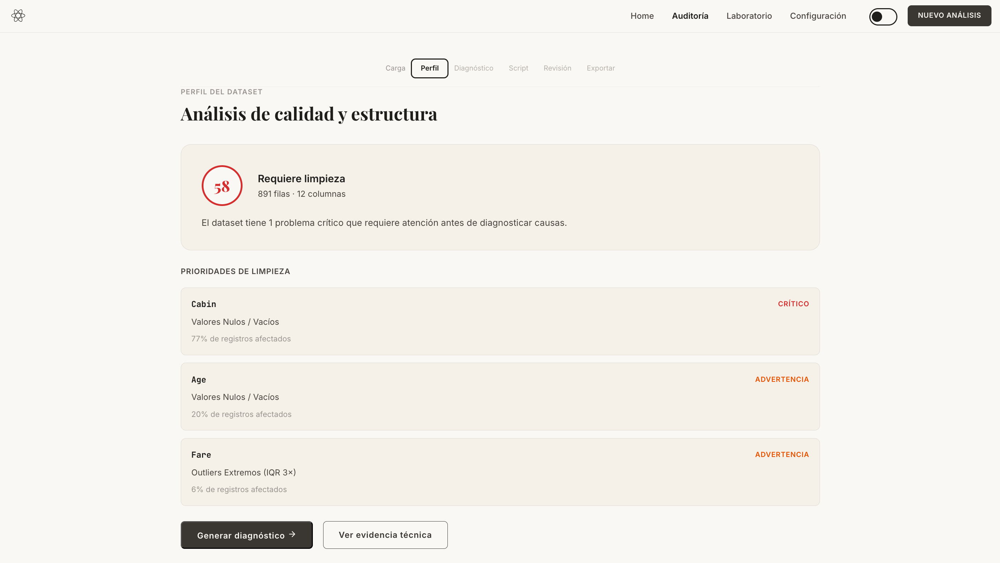 Home
Auditoría
Laboratorio
Configuración
NUEVO ANÁLISIS
Carga
Perfil
Diagnóstico
Script
Revisión
Exportar
PERFIL DEL DATASET
Análisis de calidad y estructura
58
Requiere limpieza
891 filas · 12 columnas
El dataset tiene 1 problema crítico que requiere atención antes de diagnosticar causas.
PRIORIDADES DE LIMPIEZA
Cabin
CRÍTICO
Valores Nulos / Vacíos
77% de registros afectados
Age
ADVERTENCIA
Valores Nulos / Vacíos
20% de registros afectados
Fare
ADVERTENCIA
Outliers Extremos (IQR 3×)
6% de registros afectados
Generar diagnóstico →
Ver evidencia técnica